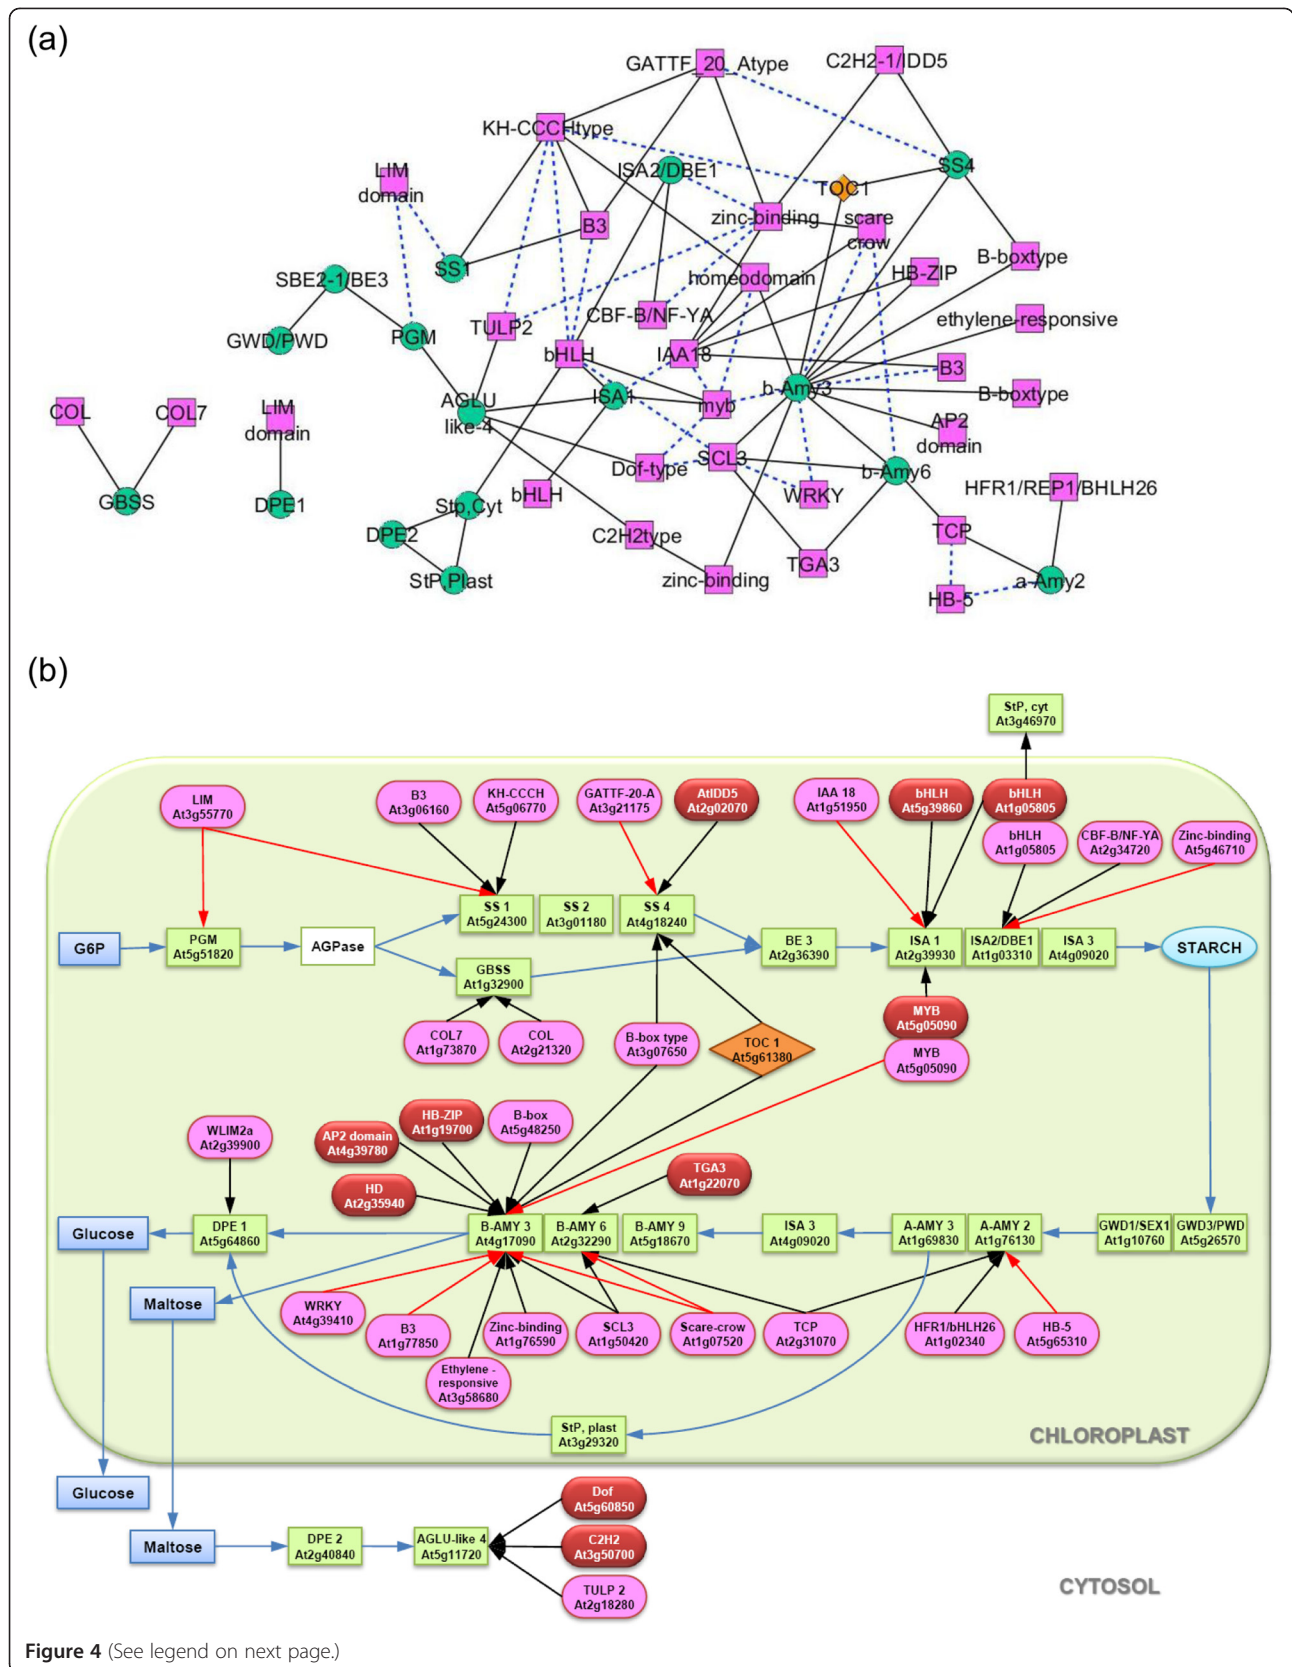 (a)
GATTF_20_Atype
C2H2-1/IDD5
KH-CCCHtype
LIM
domain
ISA2/DBE1
TOC1
SS4
B3
zinc-binding
scare
crow
SS1
homeodomain
HB-ZIP
B-boxtype
SBE2-1/BE3
GWD/PWD
PGM
TULP2
CBF-B/NF-YA
ethylene-responsive
bHLH
IAA18
B3
COL
COL7
LIM
domain
AGLU
like-4
ISA1
myb
b-Amy3
B-boxtype
AP2
domain
GBSS
DPE1
Dof-type
SCL3
b-Amy6
HFR1/REP1/BHLH26
Stp,Cyt
bHLH
WRKY
DPE2
C2H2type
TCP
StP,Plast
zinc-binding
TGA3
HB-5
a-Amy2
(b)
StP, cyt
At3g46970
LIM
At3g55770
B3
At3g06160
KH-CCCH
At5g06770
GATTF-20-A
At3g21175
AtIDD5
At2g02070
IAA 18
At1g51950
bHLH
At5g39860
bHLH
At1g05805
bHLH
At1g05805
CBF-B/NF-YA
At2g34720
Zinc-binding
At5g46710
SS 1
At5g24300
SS 2
At3g01180
SS 4
At4g18240
G6P
PGM
At5g51820
AGPase
BE 3
At2g36390
ISA 1
At2g39930
ISA2/DBE1
At1g03310
ISA 3
At4g09020
STARCH
GBSS
At1g32900
COL7
At1g73870
COL
At2g21320
B-box type
At3g07650
TOC 1
At5g61380
MYB
At5g05090
MYB
At5g05090
WLIM2a
At2g39900
AP2 domain
At4g39780
HB-ZIP
At1g19700
B-box
At5g48250
HD
At2g35940
TGA3
At1g22070
Glucose
DPE 1
At5g64860
B-AMY 3
At4g17090
B-AMY 6
At2g32290
B-AMY 9
At5g18670
ISA 3
At4g09020
A-AMY 3
At1g69830
A-AMY 2
At1g76130
GWD1/SEX1
At1g10760
GWD3/PWD
At5g26570
Maltose
WRKY
At4g39410
B3
At1g77850
Ethylene -
responsive
At3g58680
Zinc-binding
At1g76590
SCL3
At1g50420
Scare-crow
At1g07520
TCP
At2g31070
HFR1/bHLH26
At1g02340
HB-5
At5g65310
StP, plast
At3g29320
CHLOROPLAST
Glucose
Maltose
DPE 2
At2g40840
AGLU-like 4
At5g11720
Dof
At5g60850
C2H2
At3g50700
TULP 2
At2g18280
CYTOSOL
Figure 4 (See legend on next page.)